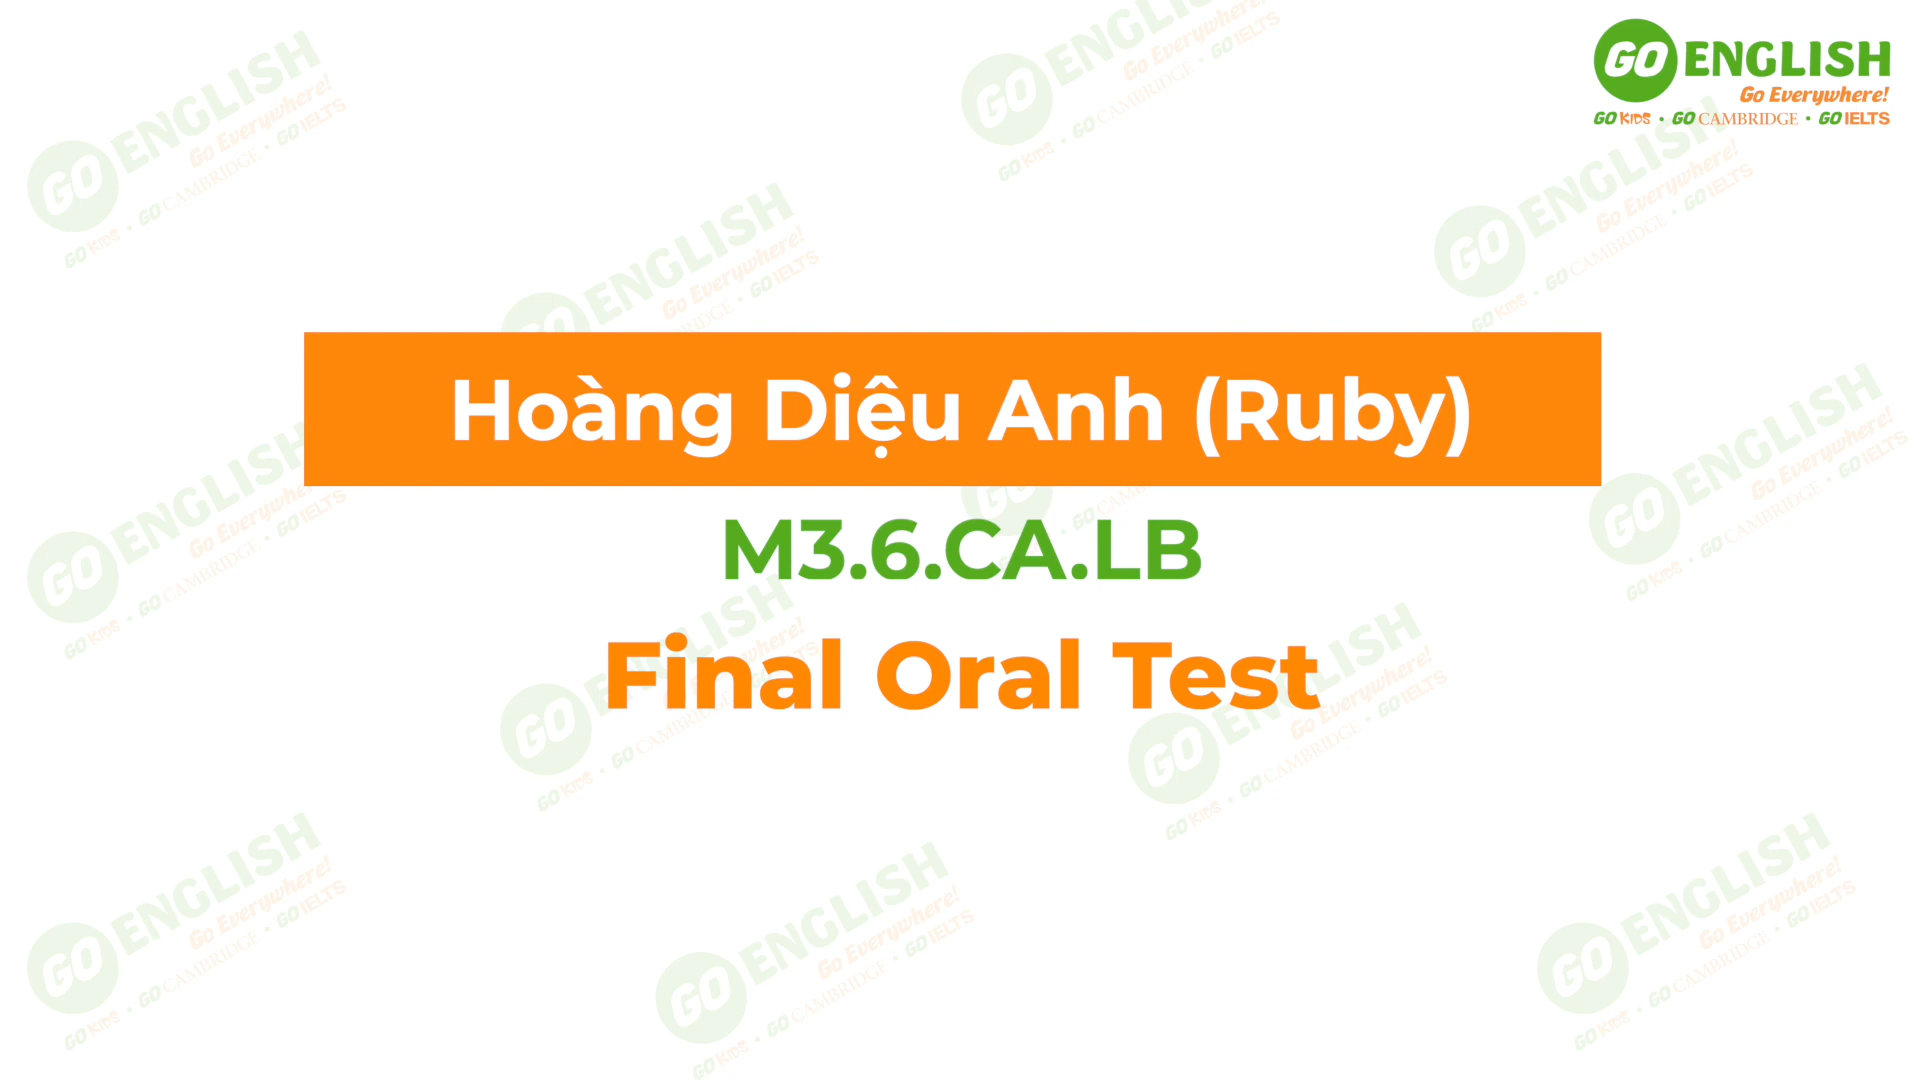 GO ENGLISH
Go Everywhere!
GO KIDS • GO CAMBRIDGE • GO IELTS
Hoàng Diệu Anh (Ruby)
M3.6.CA.LB
Final Oral Test